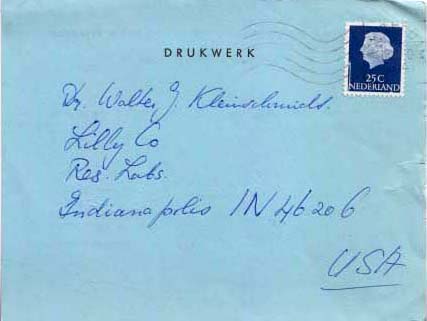 DRUKWERK
25C
NEDERLAND
Dr. Walter J. Kleinschmidt.
Lilly Co
Res. Labs.
Indianapolis IN 46206
USA